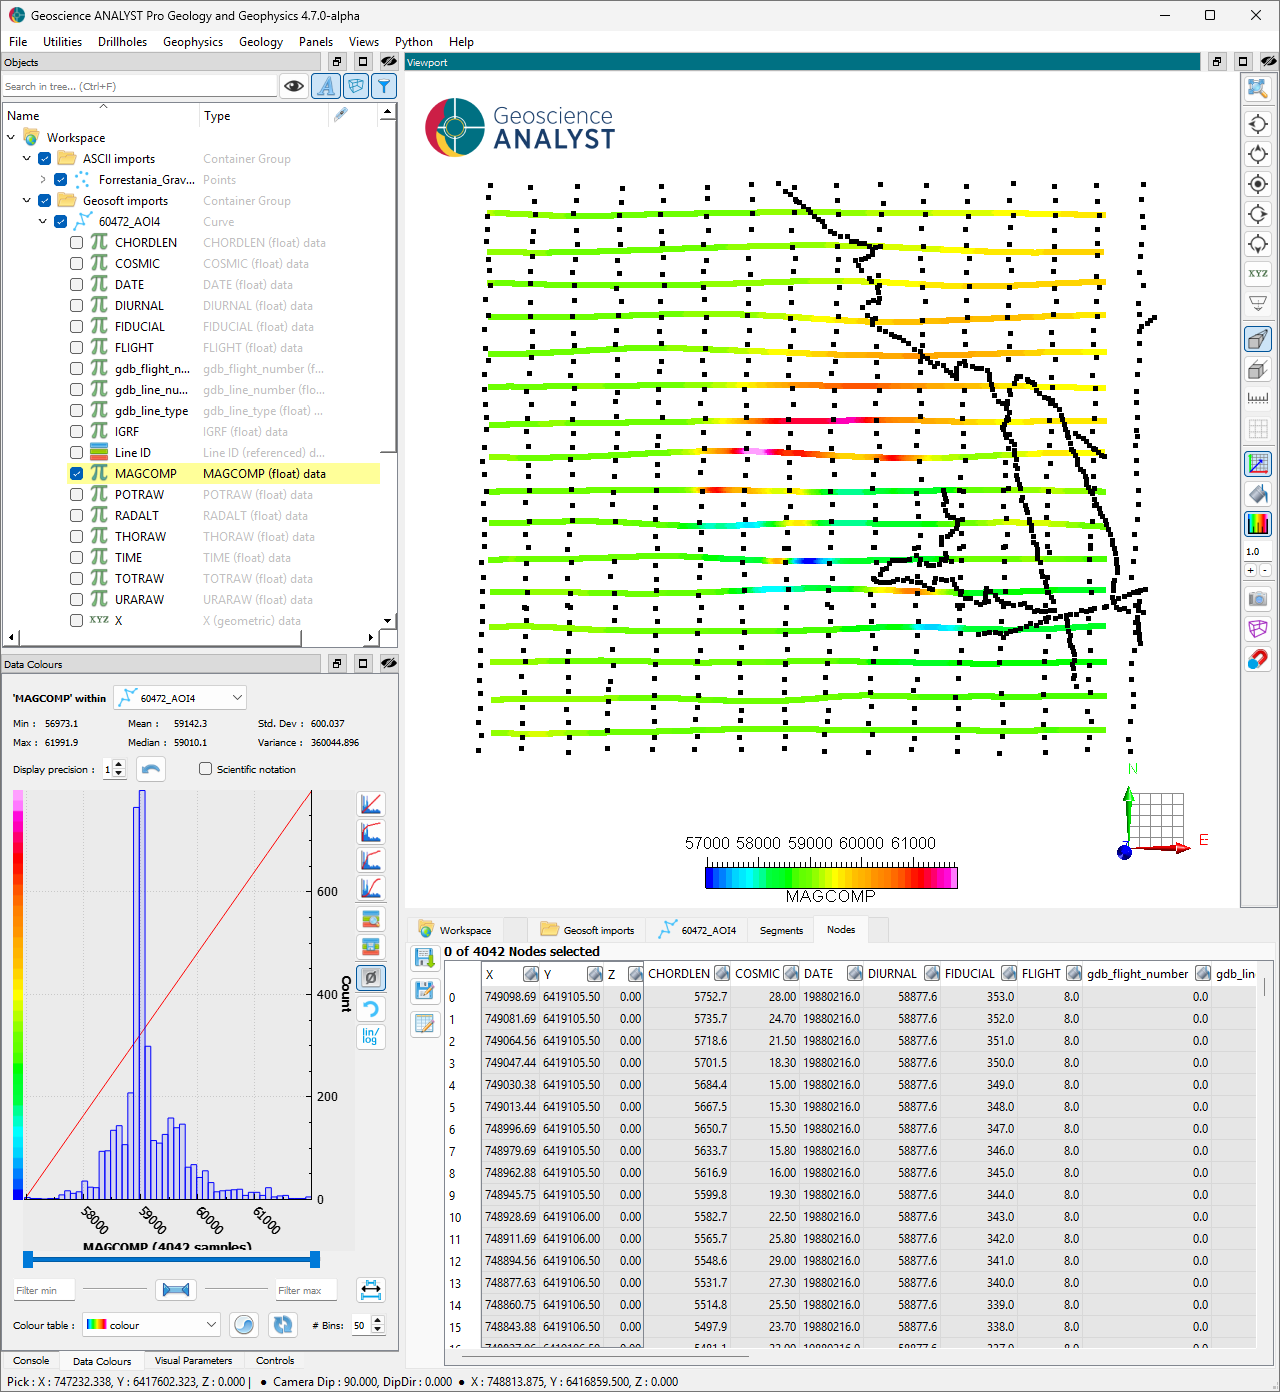 Geoscience ANALYST Pro Geology and Geophysics 4.7.0-alpha
File Utilities Drillholes Geophysics Geology Panels Views Python Help
Objects
Search in tree... (Ctrl+F)
Name Type
Workspace
ASCII imports Container Group
Forrestania_Grav... Points
Geosoft imports Container Group
60472_AOI4 Curve
CHORDLEN CHORDLEN (float) data
COSMIC COSMIC (float) data
DATE DATE (float) data
DIURNAL DIURNAL (float) data
FIDUCIAL FIDUCIAL (float) data
FLIGHT FLIGHT (float) data
gdb_flight_n... gdb_flight_number (f...
gdb_line_nu... gdb_line_number (flo...
gdb_line_type gdb_line_type (float) ...
IGRF IGRF (float) data
Line ID Line ID (referenced) d...
MAGCOMP MAGCOMP (float) data
POTRAW POTRAW (float) data
RADALT RADALT (float) data
THORAW THORAW (float) data
TIME TIME (float) data
TOTRAW TOTRAW (float) data
URARAW URARAW (float) data
XYZ X X (geometric) data
Data Colours
'MAGCOMP' within 60472_AOI4
Min : 56973.1 Mean : 59142.3 Std. Dev : 600.037
Max : 61991.9 Median : 59010.1 Variance : 360044.896
Display precision : 1 Scientific notation
600
400
200
0
Count
58000 59000 60000 61000
MAGCOMP (4042 samples)
lin/
log
Filter min Filter max
Colour table : colour # Bins: 50
Console Data Colours Visual Parameters Controls
Viewport
Geoscience
ANALYST
XYZ
1.0
+ -
N
Z
E
57000 58000 59000 60000 61000
MAGCOMP
Workspace Geosoft imports 60472_AOI4 Segments Nodes
0 of 4042 Nodes selected
X Y Z CHORDLEN COSMIC DATE DIURNAL FIDUCIAL FLIGHT gdb_flight_number gdb_lin
0 749098.69 6419105.50 0.00 5752.7 28.00 19880216.0 58877.6 353.0 8.0 0.0
1 749081.69 6419105.50 0.00 5735.7 24.70 19880216.0 58877.6 352.0 8.0 0.0
2 749064.56 6419105.50 0.00 5718.6 21.50 19880216.0 58877.6 351.0 8.0 0.0
3 749047.44 6419105.50 0.00 5701.5 18.30 19880216.0 58877.6 350.0 8.0 0.0
4 749030.38 6419105.50 0.00 5684.4 15.00 19880216.0 58877.6 349.0 8.0 0.0
5 749013.44 6419105.50 0.00 5667.5 15.30 19880216.0 58877.6 348.0 8.0 0.0
6 748996.69 6419105.50 0.00 5650.7 15.50 19880216.0 58877.6 347.0 8.0 0.0
7 748979.69 6419105.50 0.00 5633.7 15.80 19880216.0 58877.6 346.0 8.0 0.0
8 748962.88 6419105.50 0.00 5616.9 16.00 19880216.0 58877.6 345.0 8.0 0.0
9 748945.75 6419105.50 0.00 5599.8 19.30 19880216.0 58877.6 344.0 8.0 0.0
10 748928.69 6419106.00 0.00 5582.7 22.50 19880216.0 58877.6 343.0 8.0 0.0
11 748911.69 6419106.00 0.00 5565.7 25.80 19880216.0 58877.6 342.0 8.0 0.0
12 748894.56 6419106.00 0.00 5548.6 29.00 19880216.0 58877.6 341.0 8.0 0.0
13 748877.63 6419106.50 0.00 5531.7 27.30 19880216.0 58877.6 340.0 8.0 0.0
14 748860.75 6419106.50 0.00 5514.8 25.50 19880216.0 58877.6 339.0 8.0 0.0
15 748843.88 6419106.50 0.00 5497.9 23.70 19880216.0 58877.6 338.0 8.0 0.0
Pick : X : 747232.338, Y : 6417602.323, Z : 0.000 | ● Camera Dip : 90.000, DipDir : 0.000 ● X : 748813.875, Y : 6416859.500, Z : 0.000